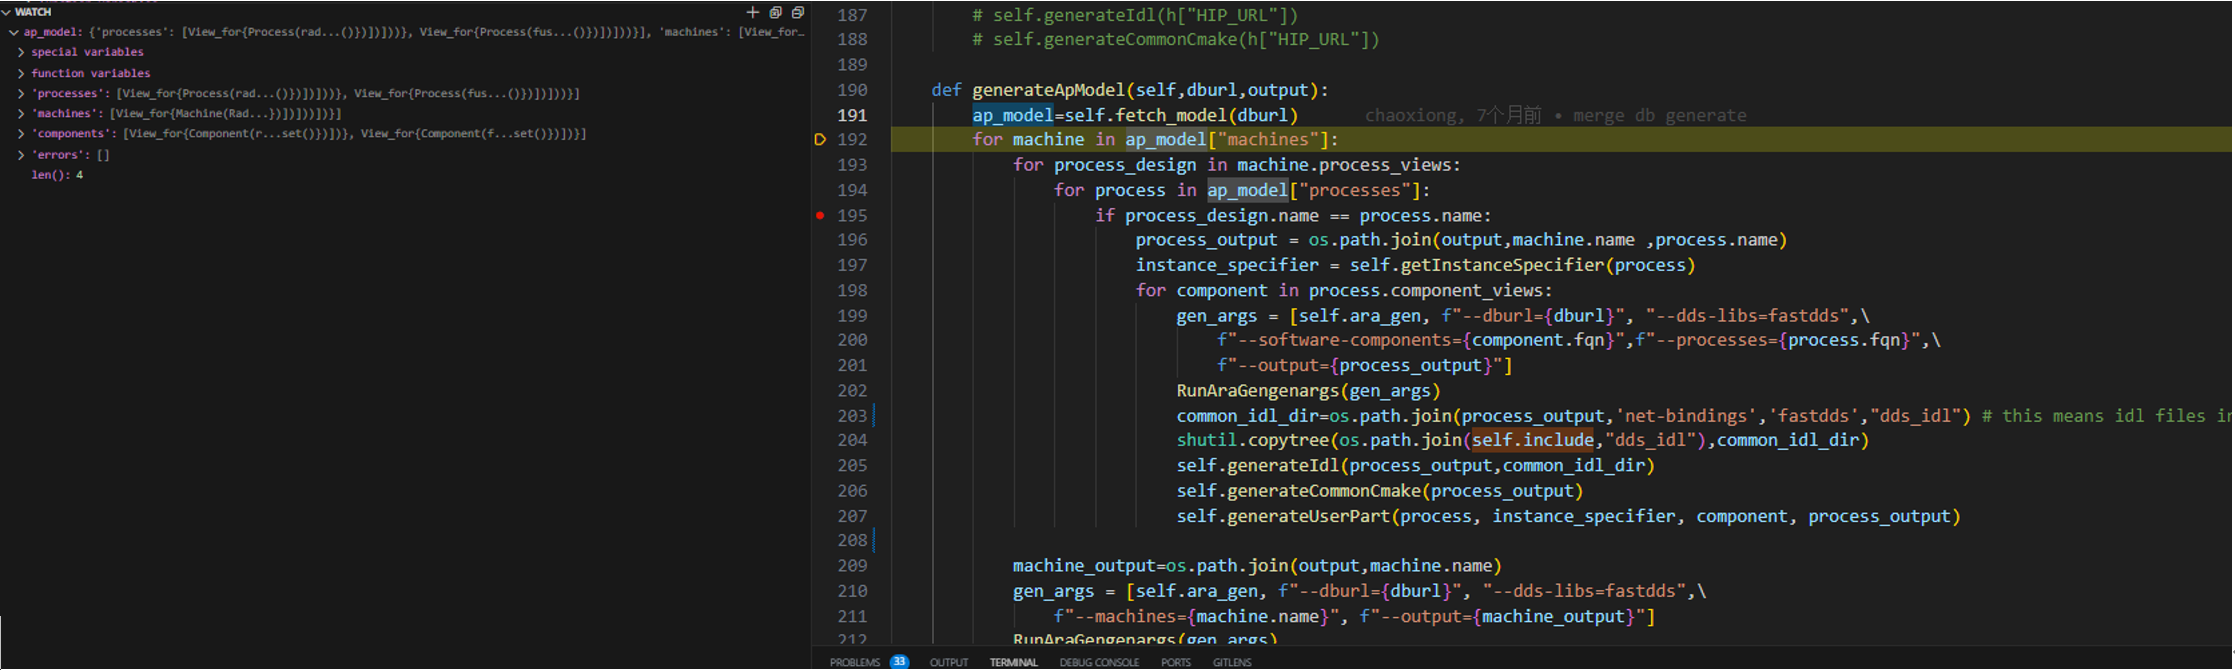 WATCH
ap_model: {'processes': [View_for{Process(rad...()})])]))}, View_for{Process(fus...()})])]))}], 'machines': [View_for...
special variables
function variables
'processes': [View_for{Process(rad...()})])]))}, View_for{Process(fus...()})])]))}]
'machines': [View_for{Machine(Rad...})]))]))}]
'components': [View_for{Component(r...set()})])}, View_for{Component(f...set()})])}]
'errors': []
len(): 4
187 # self.generateIdl(h["HIP_URL"])
188 # self.generateCommonCmake(h["HIP_URL"])
189
190 def generateApModel(self,dburl,output):
191 ap_model=self.fetch_model(dburl) chaoxiong, 7个月前 • merge db generate
192 for machine in ap_model["machines"]:
193 for process_design in machine.process_views:
194 for process in ap_model["processes"]:
195 if process_design.name == process.name:
196 process_output = os.path.join(output,machine.name ,process.name)
197 instance_specifier = self.getInstanceSpecifier(process)
198 for component in process.component_views:
199 gen_args = [self.ara_gen, f"--dburl={dburl}", "--dds-libs=fastdds",\
200 f"--software-components={component.fqn}",f"--processes={process.fqn}",\
201 f"--output={process_output}"]
202 RunAraGengenargs(gen_args)
203 common_idl_dir=os.path.join(process_output,'net-bindings','fastdds',"dds_idl") # this means idl files in
204 shutil.copytree(os.path.join(self.include,"dds_idl"),common_idl_dir)
205 self.generateIdl(process_output,common_idl_dir)
206 self.generateCommonCmake(process_output)
207 self.generateUserPart(process, instance_specifier, component, process_output)
208
209 machine_output=os.path.join(output,machine.name)
210 gen_args = [self.ara_gen, f"--dburl={dburl}", "--dds-libs=fastdds",\
211 f"--machines={machine.name}", f"--output={machine_output}"]
212 RunAraGengenargs(gen_args)
PROBLEMS 33 OUTPUT TERMINAL DEBUG CONSOLE PORTS GITLENS